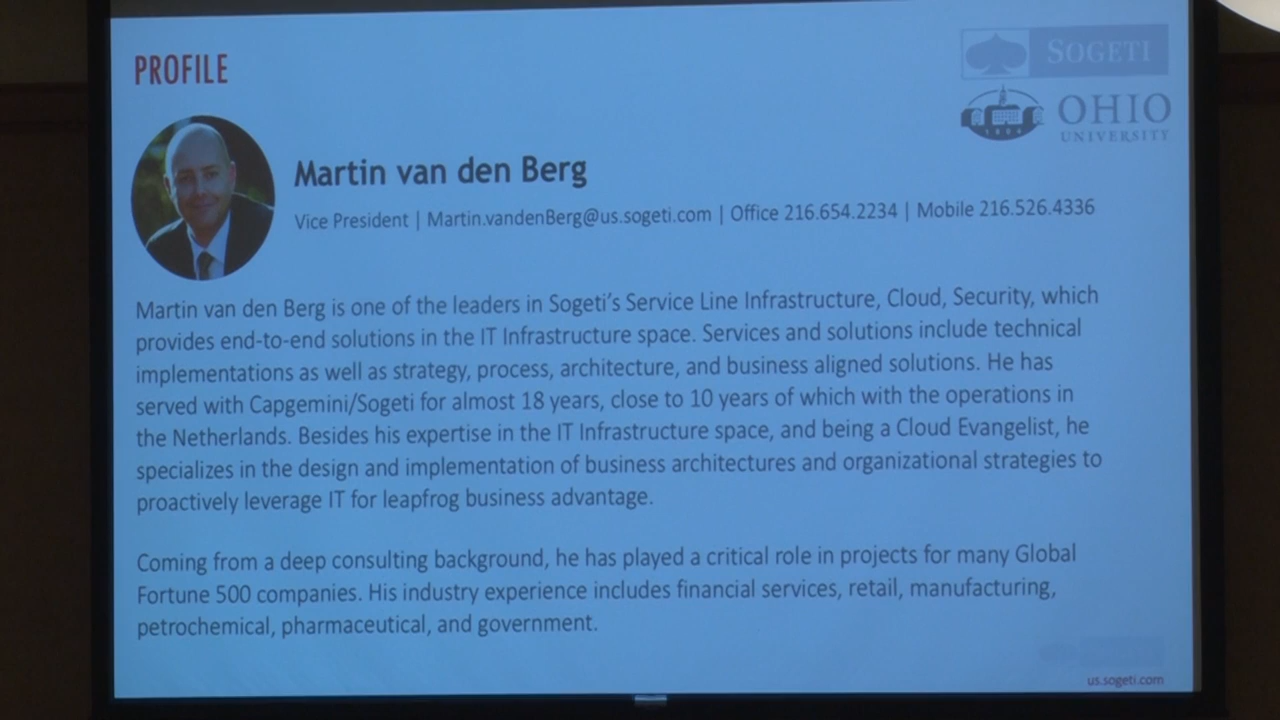 PROFILE
SOGETI
OHIO
UNIVERSITY
1804
Martin van den Berg
Vice President | Martin.vandenBerg@us.sogeti.com | Office 216.654.2234 | Mobile 216.526.4336
Martin van den Berg is one of the leaders in Sogeti's Service Line Infrastructure, Cloud, Security, which
provides end-to-end solutions in the IT Infrastructure space. Services and solutions include technical
implementations as well as strategy, process, architecture, and business aligned solutions. He has
served with Capgemini/Sogeti for almost 18 years, close to 10 years of which with the operations in
the Netherlands. Besides his expertise in the IT Infrastructure space, and being a Cloud Evangelist, he
specializes in the design and implementation of business architectures and organizational strategies to
proactively leverage IT for leapfrog business advantage.
Coming from a deep consulting background, he has played a critical role in projects for many Global
Fortune 500 companies. His industry experience includes financial services, retail, manufacturing,
petrochemical, pharmaceutical, and government.
us.sogeti.com